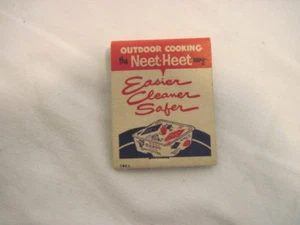 OUTDOOR COOKING
the Neet-Heet way
Easier
Cleaner
Safer